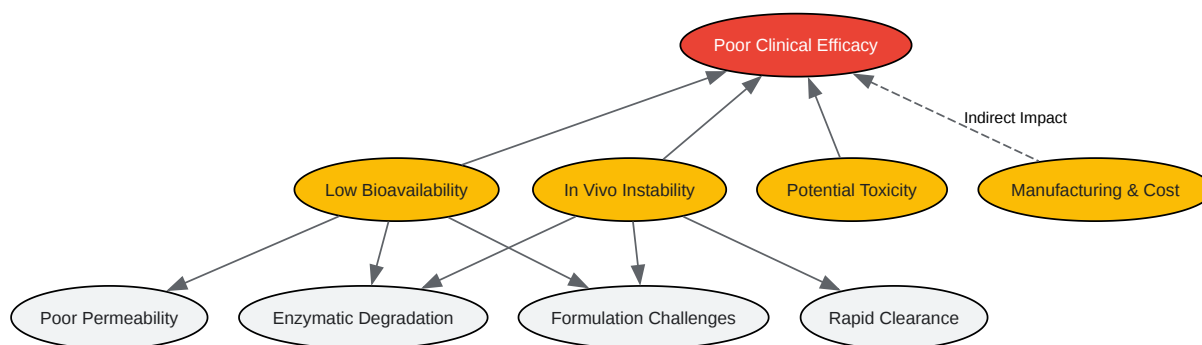 Poor Clinical Efficacy
Indirect Impact
Low Bioavailability
In Vivo Instability
Potential Toxicity
Manufacturing & Cost
Poor Permeability
Enzymatic Degradation
Formulation Challenges
Rapid Clearance